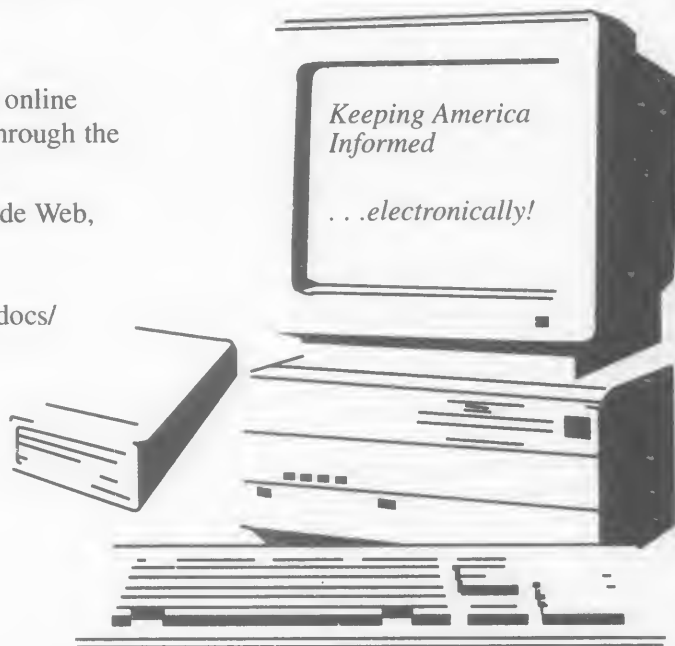 online
hrough the
de Web,
docs/
Keeping America
Informed
. . .electronically!